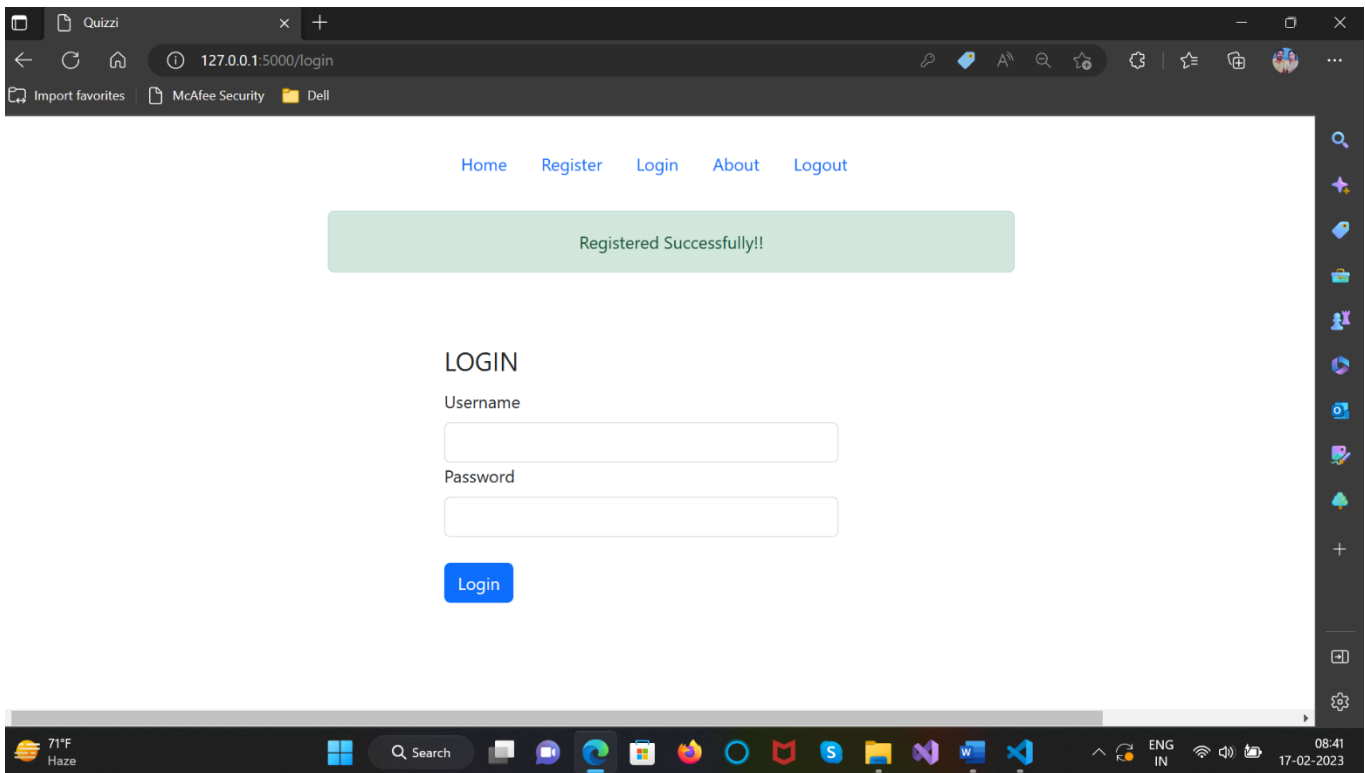 Quizzi
127.0.0.1:5000/login
Import favorites McAfee Security Dell
Home Register Login About Logout
Registered Successfully!!
LOGIN
Username
Password
Login
71°F
Haze
Search
ENG
IN
08:41
17-02-2023